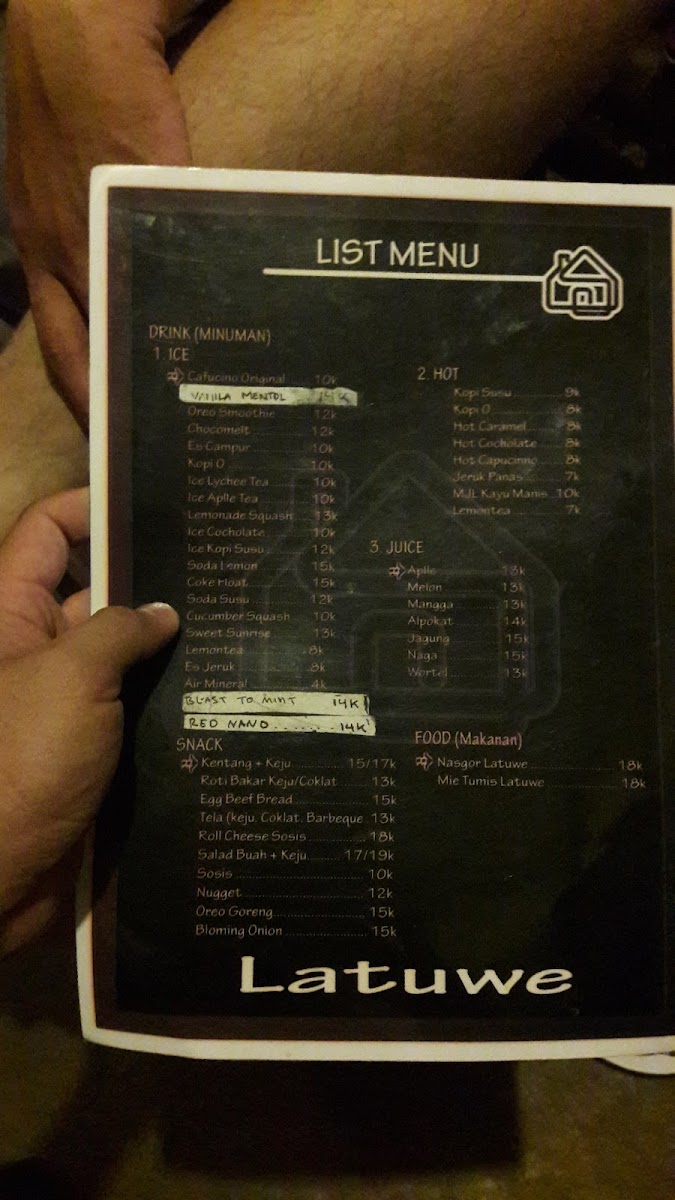 LIST MENU
DRINK (MINUMAN)
1. ICE
Cafucino Original 10k
Vanila MENTOL 14K
Oreo Smoothie 12k
Chocomelt 12k
Es Campur 10k
Kopi O 10k
Ice Lychee Tea 10k
Ice Aplle Tea 10k
Lemonade Squash 13k
Ice Cocholate 10k
Ice Kopi Susu 12k
Soda Lemon 15k
Coke Float 15k
Soda Susu 12k
Cucumber Squash 10k
Sweet Sunrise 13k
Lemontea 8k
Es Jeruk 8k
Air Mineral 4k
BLAST TO MINT 14K
RED NANO....... 14K
2. HOT
Kopi Susu 9k
Kopi O 8k
Hot Caramel 8k
Hot Cocholate 8k
Hot Capucinno 8k
Jeruk Panas 7k
MJL Kayu Manis 10k
Lemontea 7k
3. JUICE
Aplle 13k
Melon 13k
Mangga 13k
Alpokat 14k
Jagung 15k
Naga 15k
Wortel 13k
SNACK
Kentang + Keju 15/17k
Roti Bakar Keju/Coklat 13k
Egg Beef Bread 15k
Tela (keju, Coklat, Barbeque 13k
Roll Cheese Sosis 18k
Salad Buah + Keju 17/19k
Sosis 10k
Nugget 12k
Oreo Goreng 15k
Bloming Onion 15k
FOOD (Makanan)
Nasgor Latuwe 18k
Mie Tumis Latuwe 18k
Latuwe